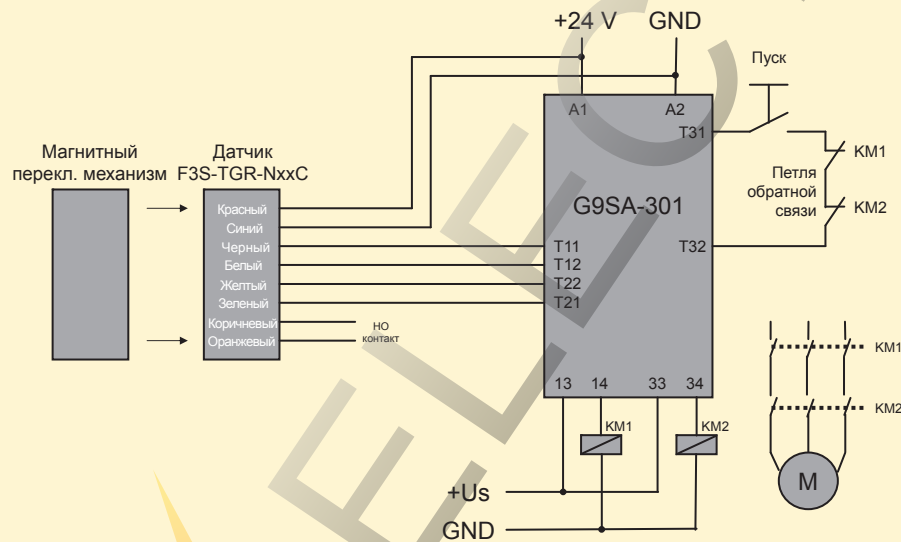 +24 V
GND
Пуск
A1
A2
T31
Магнитный
перекл. механизм
Датчик
F3S-TGR-NxxC
KM1
Петля
обратной
связи
KM2
G9SA-301
Красный
Синий
Черный
Белый
Желтый
Зеленый
Коричневый
Оранжевый
НО
контакт
T11
T12
T22
T21
T32
13
14
33
34
KM1
KM2
+Us
GND
KM1
KM2
M
ELEC